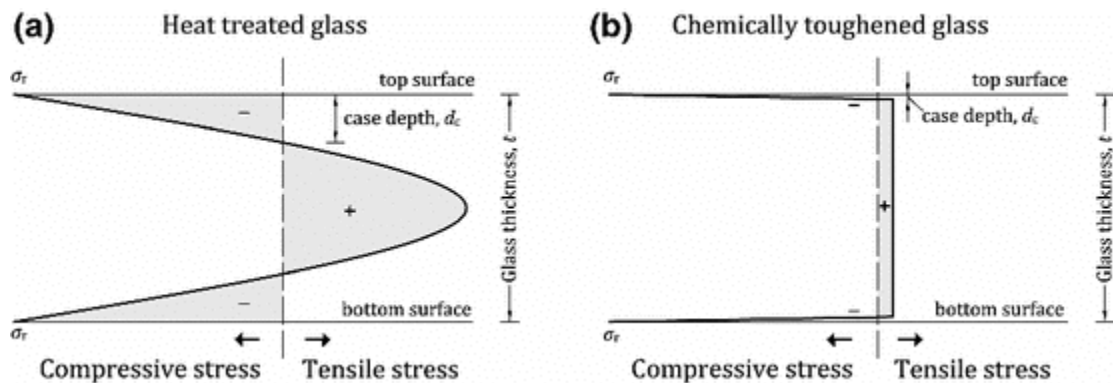 (a) Heat treated glass
σr
top surface
−
case depth, dc
+
Glass thickness, t
−
bottom surface
σr
Compressive stress
Tensile stress
(b) Chemically toughened glass
σr
top surface
−
case depth, dc
+
Glass thickness, t
−
bottom surface
σr
Compressive stress
Tensile stress